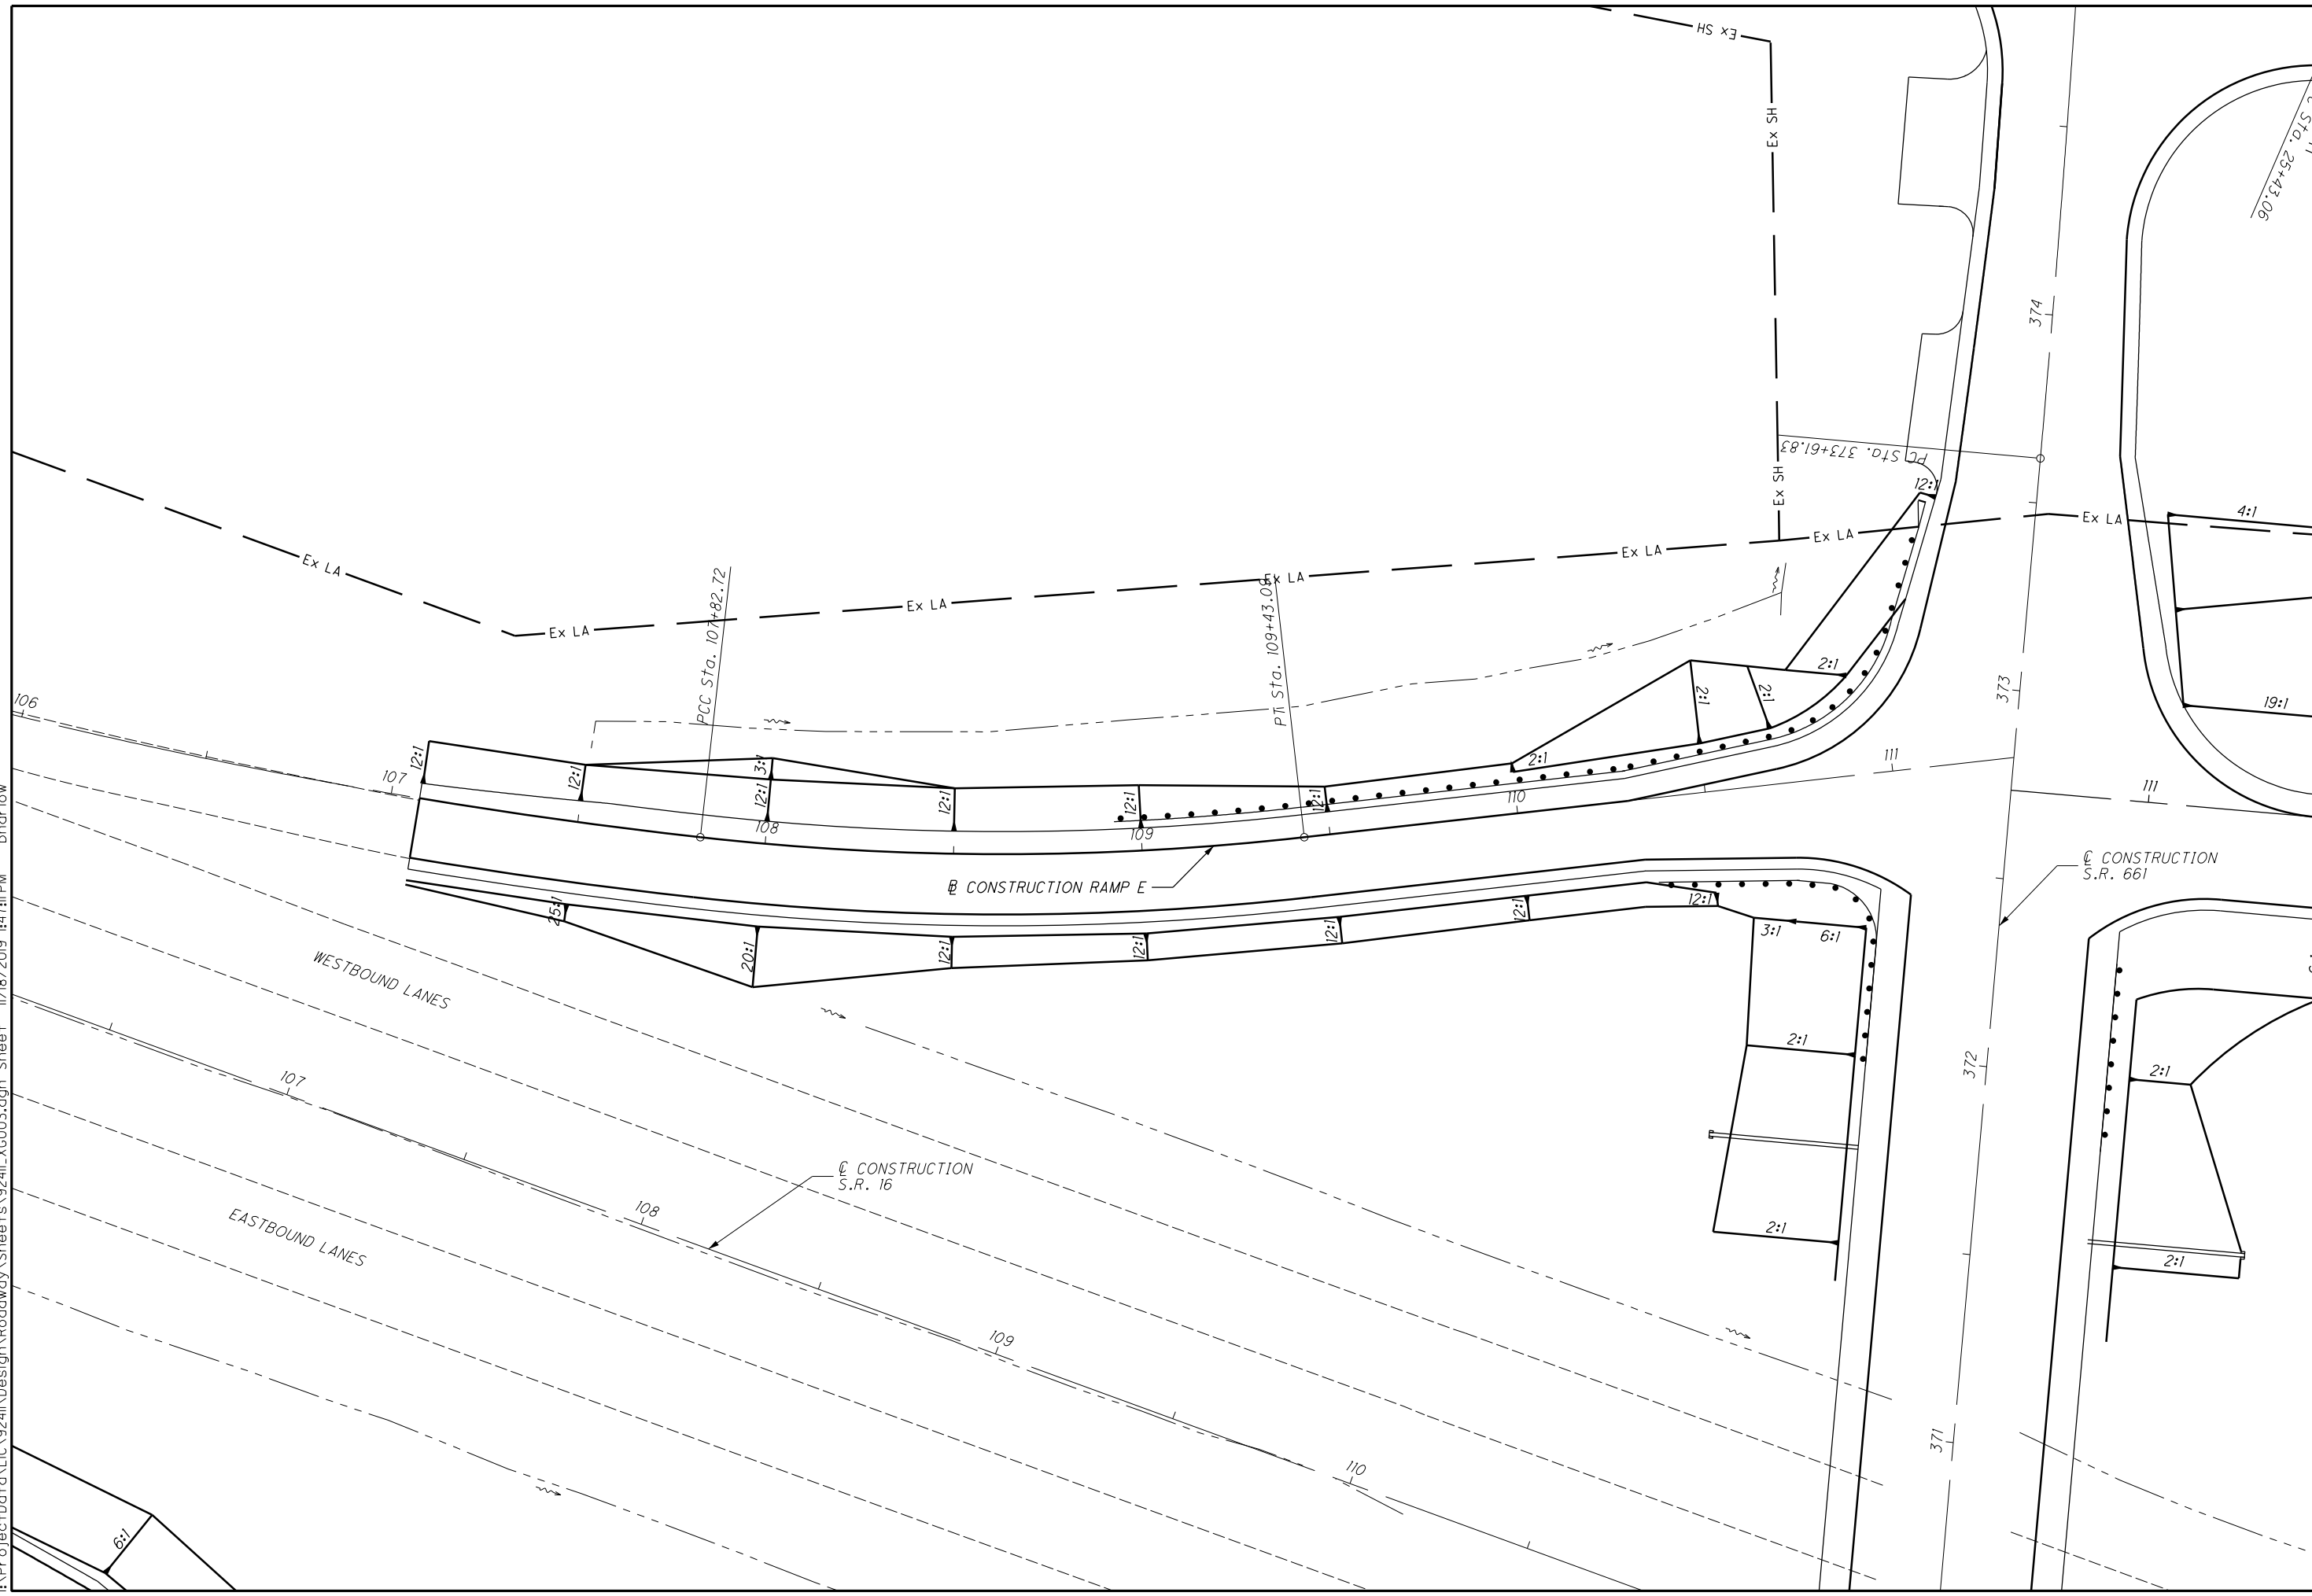 Ex SH
Ex SH
C Sta. 25+43.06
374
PC Sta. 373+61.83
Ex SH
12:1
4:1
Ex LA
Ex LA
Ex LA
Ex LA
Ex LA
Ex LA
Ex LA
PCC Sta. 107+82.72
PT Sta. 109+43.09
2:1
2:1
2:1
373
19:1
106
107
12:1
12:1
3:1
12:1
108
12:1
12:1
109
12:1
2:1
110
111
111
℄ CONSTRUCTION
S.R. 661
BL CONSTRUCTION RAMP E
25:1
20:1
12:1
12:1
12:1
12:1
12:1
3:1
6:1
WESTBOUND LANES
2:1
372
2:1
107
℄ CONSTRUCTION
S.R. 16
108
EASTBOUND LANES
2:1
2:1
109
371
110
6:1